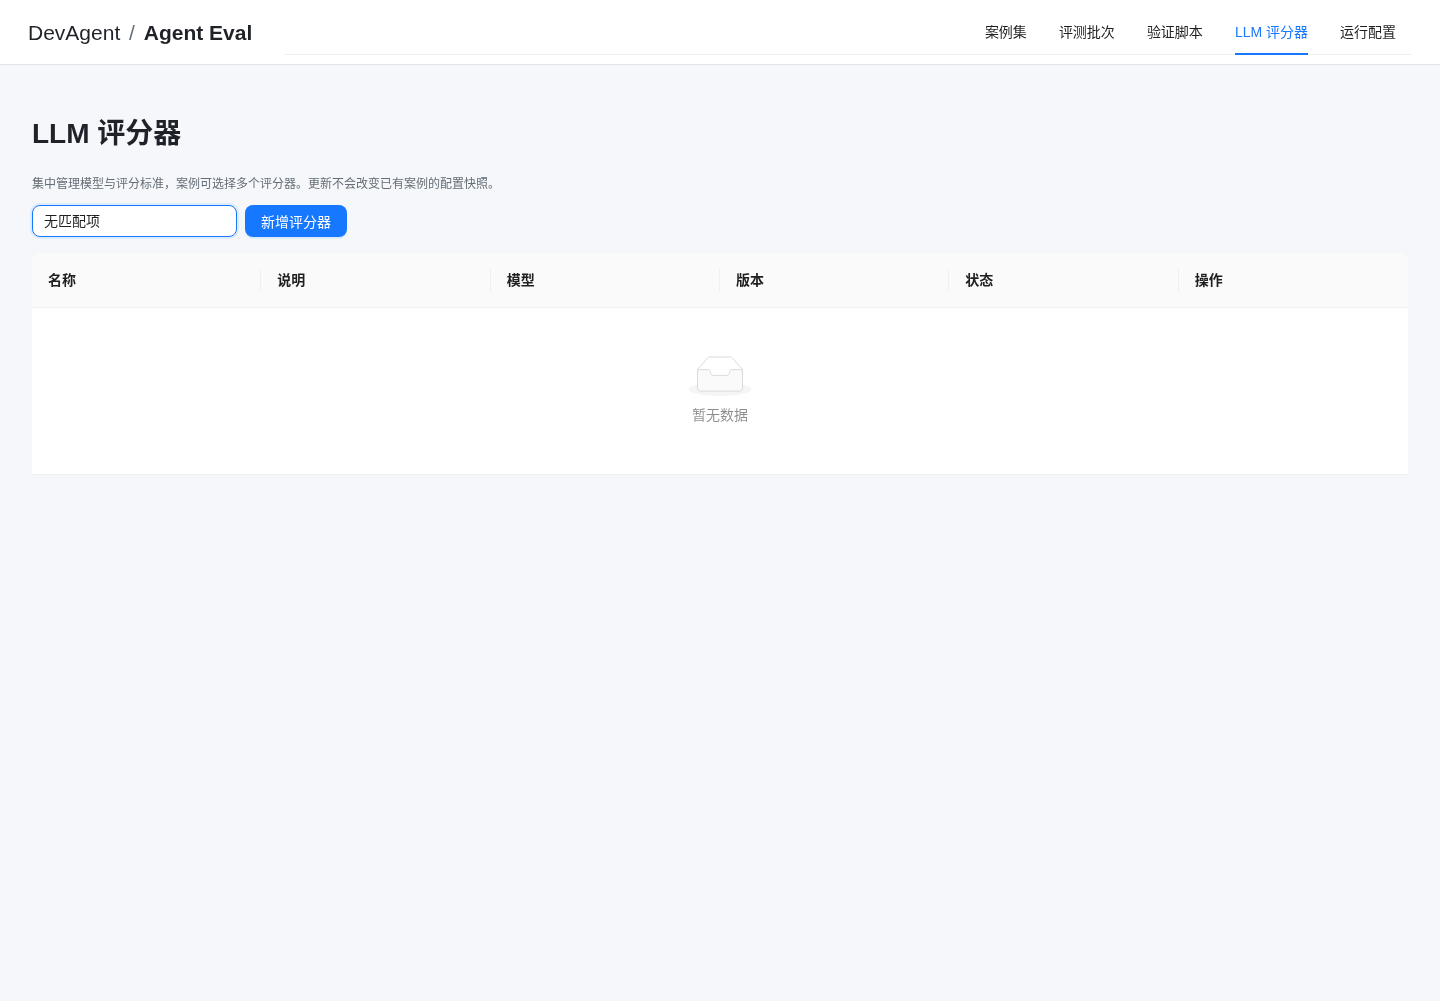 DevAgent / Agent Eval
案例集
评测批次
验证脚本
LLM 评分器
运行配置
LLM 评分器
集中管理模型与评分标准，案例可选择多个评分器。更新不会改变已有案例的配置快照。
无匹配项
新增评分器
名称
说明
模型
版本
状态
操作
暂无数据